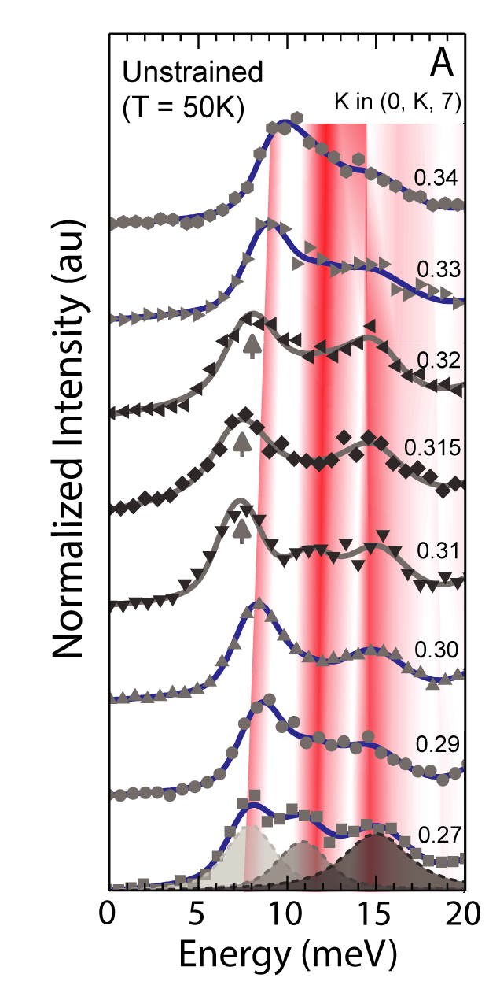 Unstrained
A
(T = 50K)
K in (0, K, 7)
0.34
0.33
0.32
0.315
0.31
0.30
0.29
0.27
Normalized Intensity (au)
0 5 10 15 20
Energy (meV)